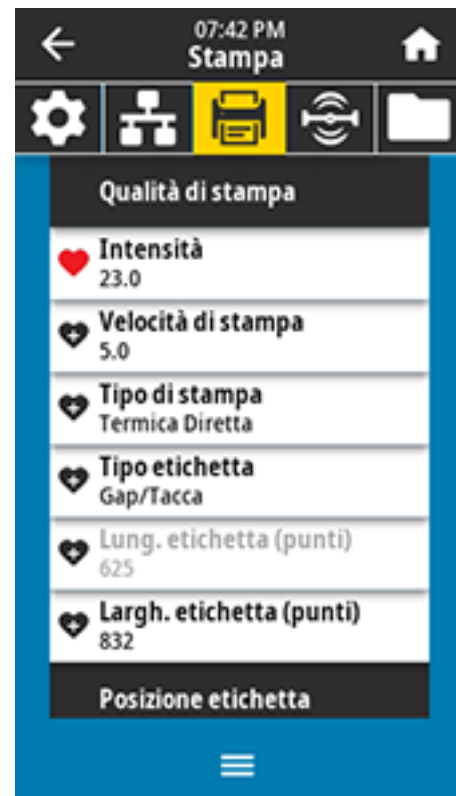 07:42 PM
Stampa
Qualità di stampa
Intensità
23.0
Velocità di stampa
5.0
Tipo di stampa
Termica Diretta
Tipo etichetta
Gap/Tacca
Lung. etichetta (punti)
625
Largh. etichetta (punti)
832
Posizione etichetta